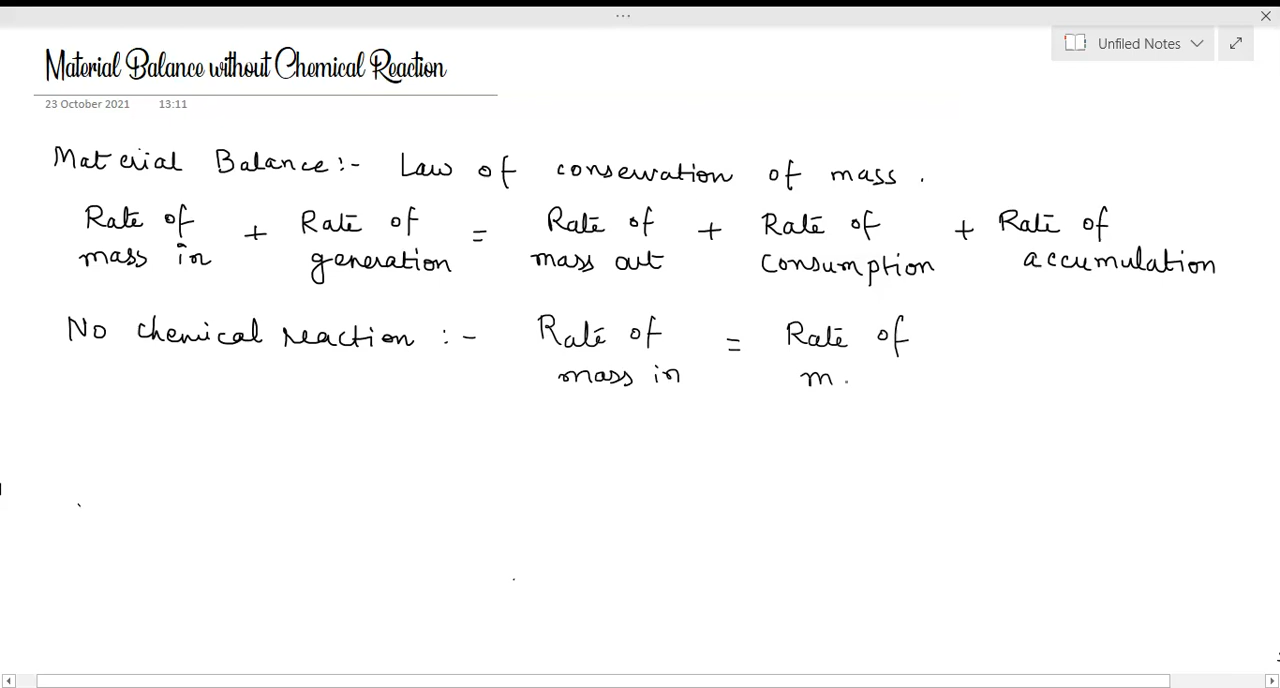 Unfiled Notes
Material Balance without Chemical Reaction
23 October 2021 13:11
Material Balance:- Law of conservation of mass.
Rate of mass in + Rate of generation = Rate of mass out + Rate of consumption + Rate of accumulation
No chemical reaction :- Rate of mass in = Rate of m.